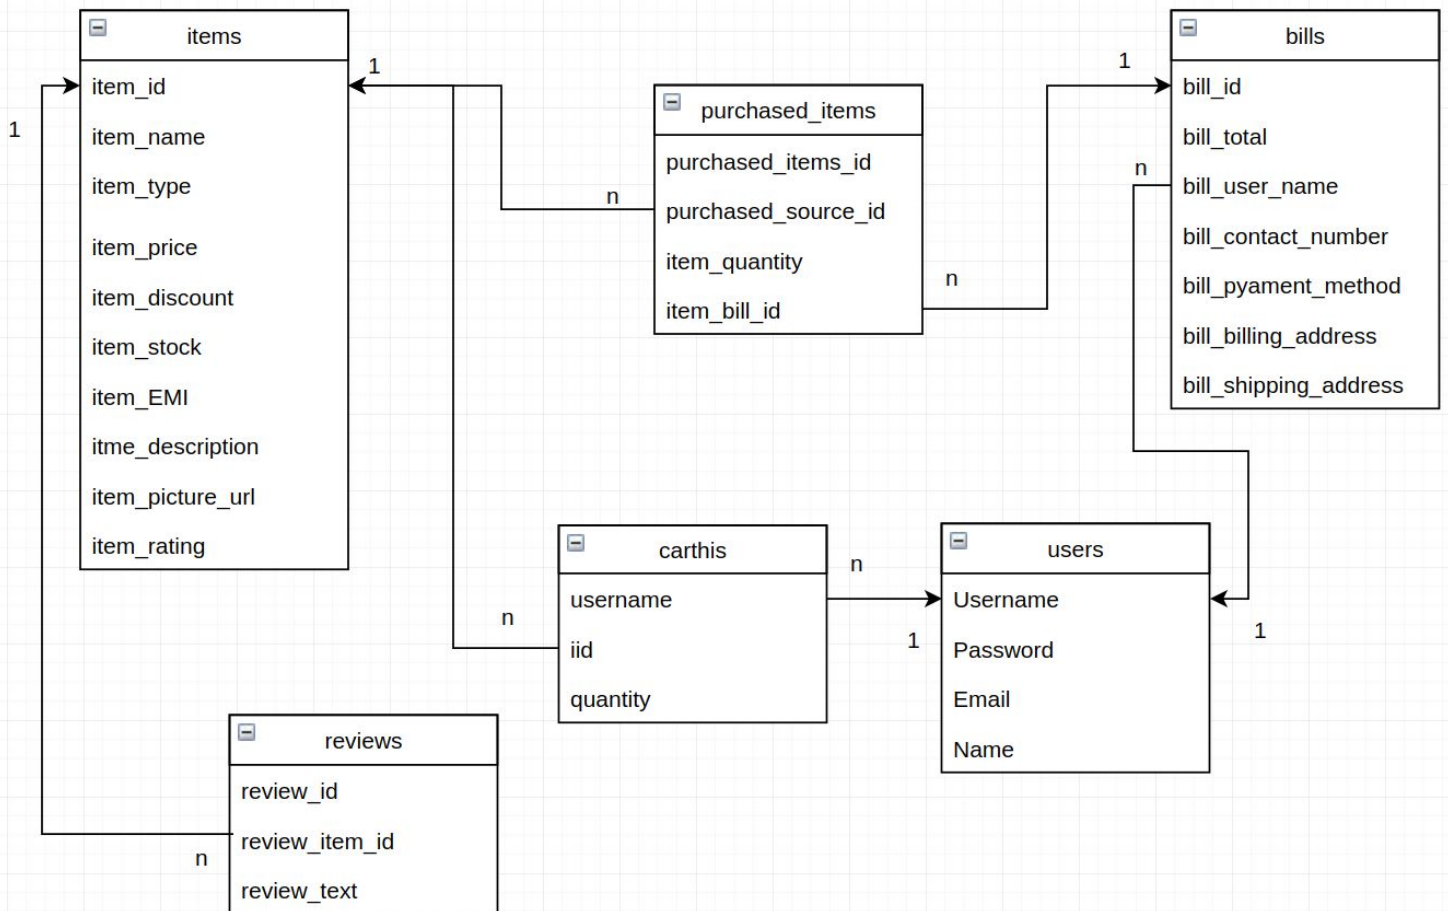 items
item_id
item_name
item_type
item_price
item_discount
item_stock
item_EMI
itme_description
item_picture_url
item_rating
1
1
purchased_items
purchased_items_id
purchased_source_id
item_quantity
item_bill_id
n
n
1
bills
bill_id
bill_total
bill_user_name
bill_contact_number
bill_pyament_method
bill_billing_address
bill_shipping_address
n
carthis
username
iid
quantity
n
n
1
users
Username
Password
Email
Name
1
reviews
review_id
review_item_id
review_text
n